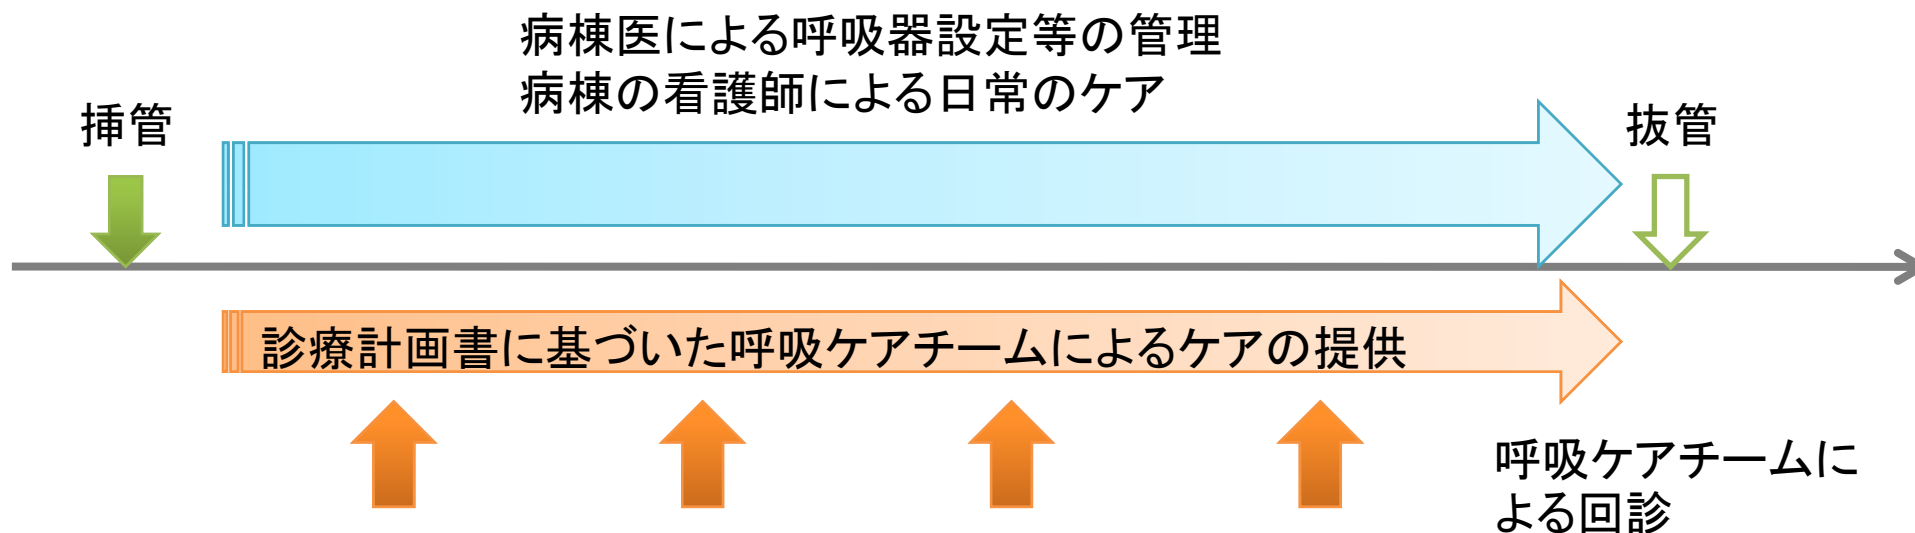 病棟医による呼吸器設定等の管理
病棟の看護師による日常のケア
挿管
抜管
診療計画書に基づいた呼吸ケアチームによるケアの提供
呼吸ケアチームに
よる回診